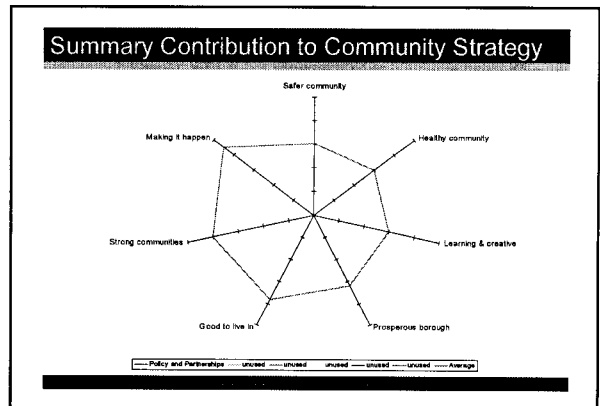 Summary Contribution to Community Strategy
Safer community
Making it happen
Healthy community
Strong communities
Learning & creative
Good to live in
Prosperous borough
Policy and Partnerships unused unused unused unused unused Average